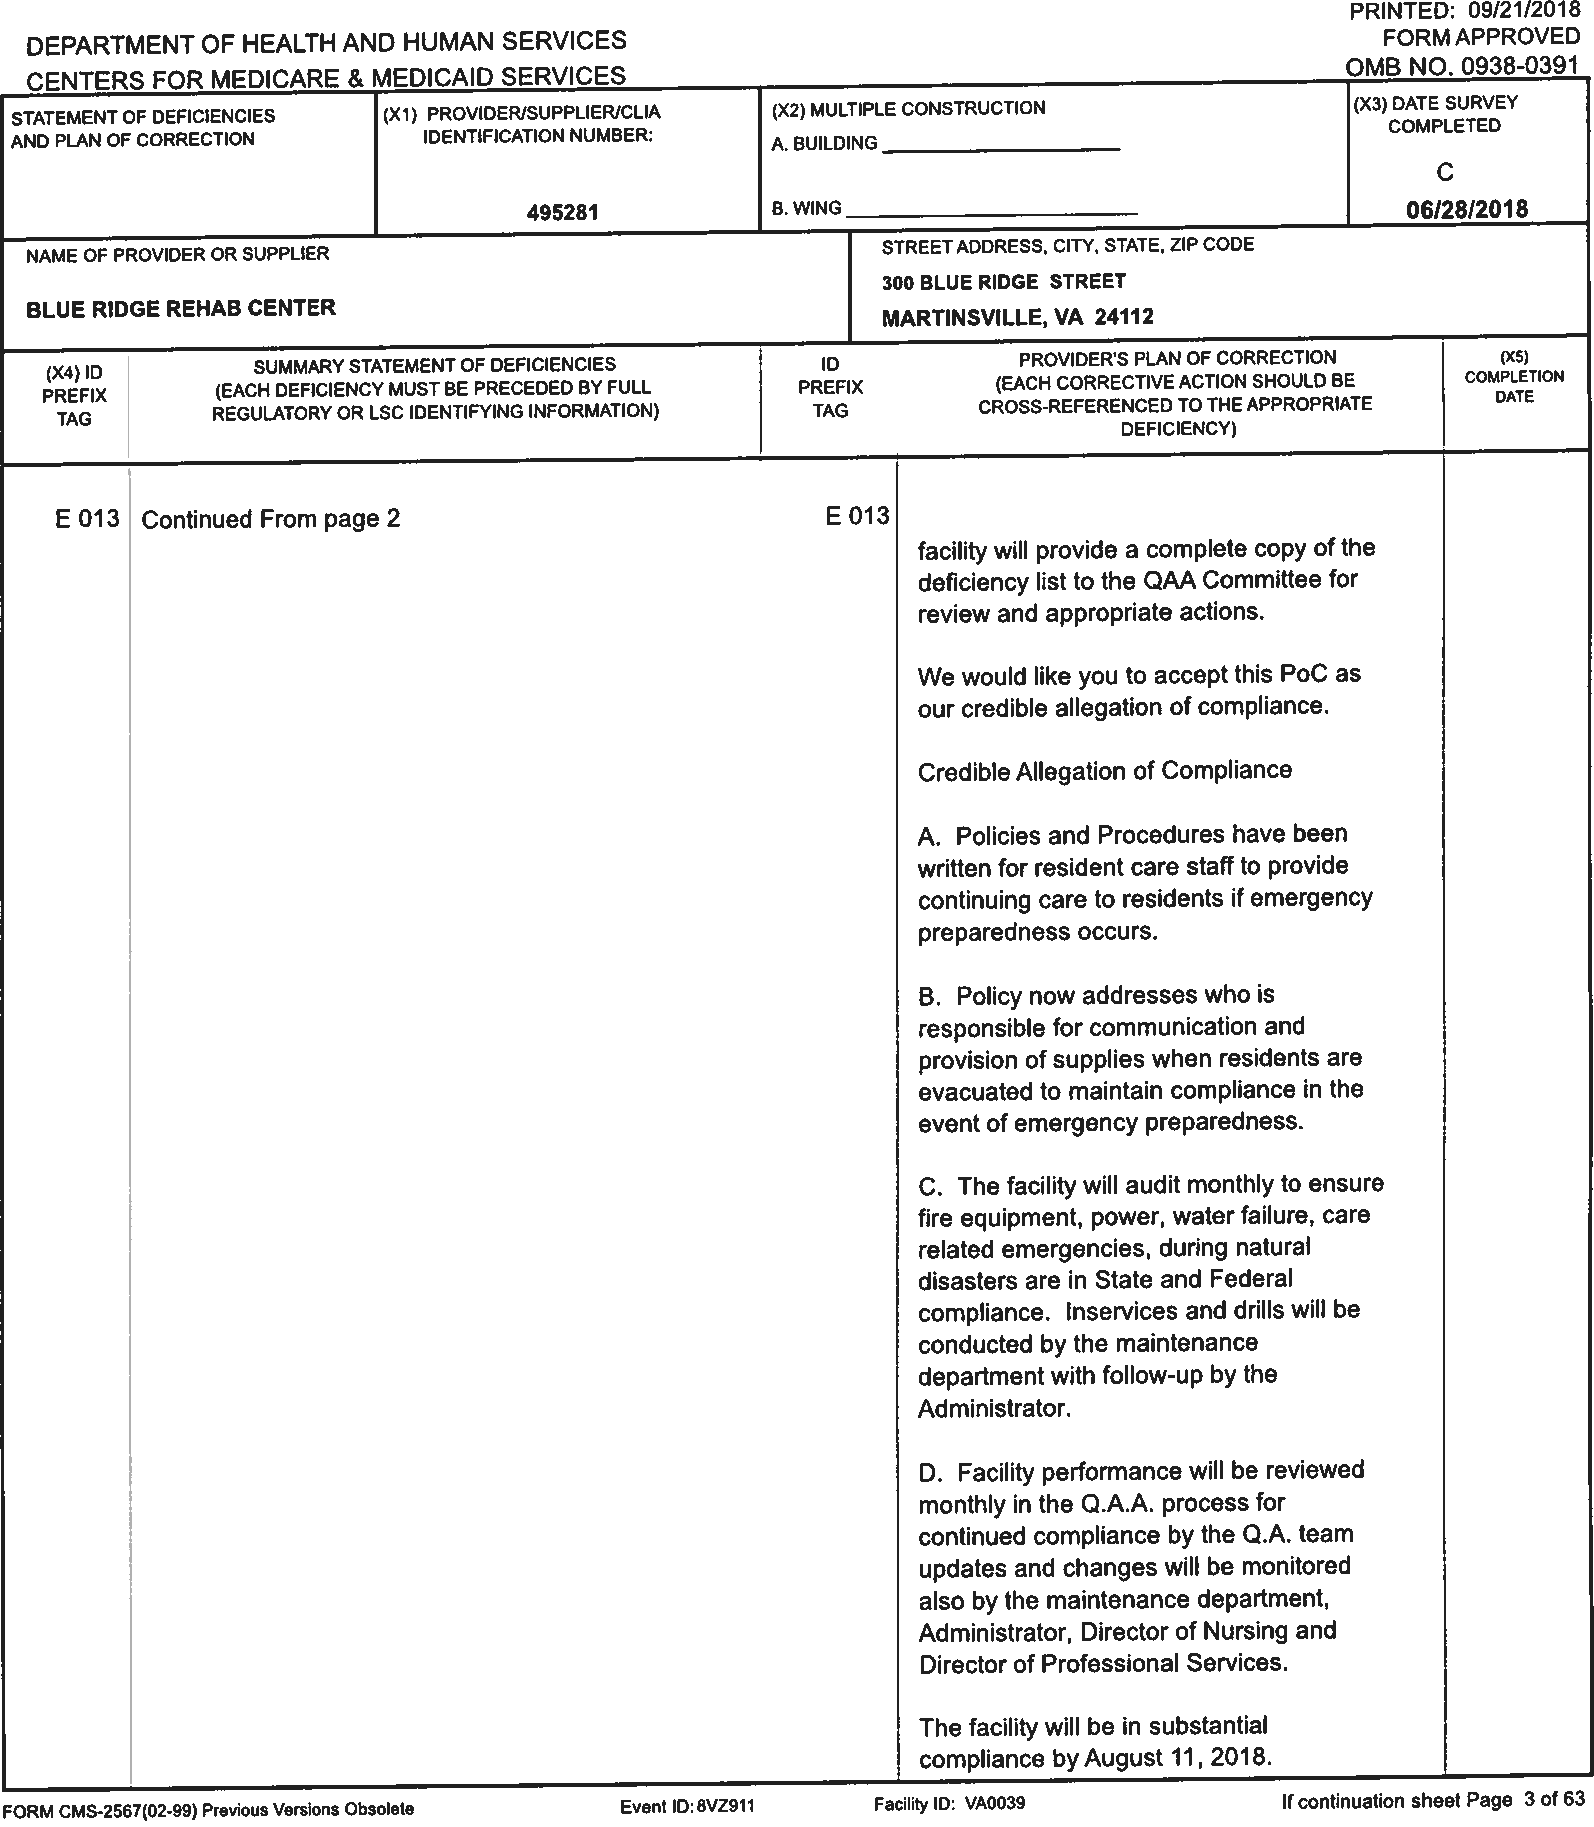 PRINTED: 09/21/2018
DEPARTMENT OF HEALTH AND HUMAN SERVICES
FORM APPROVED
CENTERS FOR MEDICARE & MEDICAID SERVICES
OMB NO. 0938-0391
STATEMENT OF DEFICIENCIES
AND PLAN OF CORRECTION
(X1) PROVIDER/SUPPLIER/CLIA
IDENTIFICATION NUMBER:
495281
(X2) MULTIPLE CONSTRUCTION
A. BUILDING
B. WING
(X3) DATE SURVEY
COMPLETED
C
06/28/2018
NAME OF PROVIDER OR SUPPLIER
BLUE RIDGE REHAB CENTER
STREET ADDRESS, CITY, STATE, ZIP CODE
300 BLUE RIDGE STREET
MARTINSVILLE, VA 24112
(X4) ID
PREFIX
TAG
SUMMARY STATEMENT OF DEFICIENCIES
(EACH DEFICIENCY MUST BE PRECEDED BY FULL
REGULATORY OR LSC IDENTIFYING INFORMATION)
ID
PREFIX
TAG
PROVIDER'S PLAN OF CORRECTION
(EACH CORRECTIVE ACTION SHOULD BE
CROSS-REFERENCED TO THE APPROPRIATE
DEFICIENCY)
(X5)
COMPLETION
DATE
E 013 Continued From page 2
E 013
facility will provide a complete copy of the
deficiency list to the QAA Committee for
review and appropriate actions.
We would like you to accept this PoC as
our credible allegation of compliance.
Credible Allegation of Compliance
A. Policies and Procedures have been
written for resident care staff to provide
continuing care to residents if emergency
preparedness occurs.
B. Policy now addresses who is
responsible for communication and
provision of supplies when residents are
evacuated to maintain compliance in the
event of emergency preparedness.
C. The facility will audit monthly to ensure
fire equipment, power, water failure, care
related emergencies, during natural
disasters are in State and Federal
compliance. Inservices and drills will be
conducted by the maintenance
department with follow-up by the
Administrator.
D. Facility performance will be reviewed
monthly in the Q.A.A. process for
continued compliance by the Q.A. team
updates and changes will be monitored
also by the maintenance department,
Administrator, Director of Nursing and
Director of Professional Services.
The facility will be in substantial
compliance by August 11, 2018.
FORM CMS-2567(02-99) Previous Versions Obsolete
Event ID: 8VZ911
Facility ID: VA0039
If continuation sheet Page 3 of 63